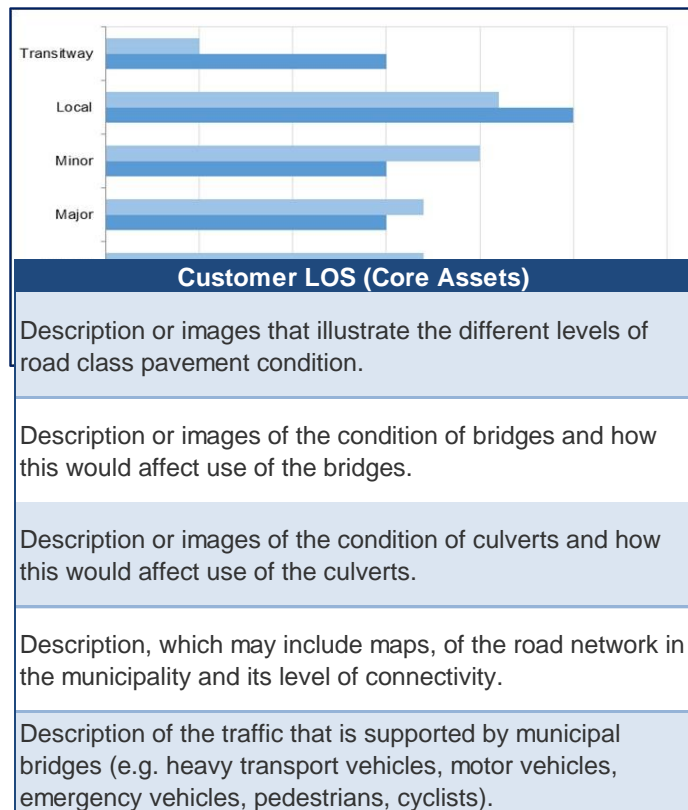 Transitway
Local
Minor
Major
Customer LOS (Core Assets)
Description or images that illustrate the different levels of
road class pavement condition.
Description or images of the condition of bridges and how
this would affect use of the bridges.
Description or images of the condition of culverts and how
this would affect use of the culverts.
Description, which may include maps, of the road network in
the municipality and its level of connectivity.
Description of the traffic that is supported by municipal
bridges (e.g. heavy transport vehicles, motor vehicles,
emergency vehicles, pedestrians, cyclists).